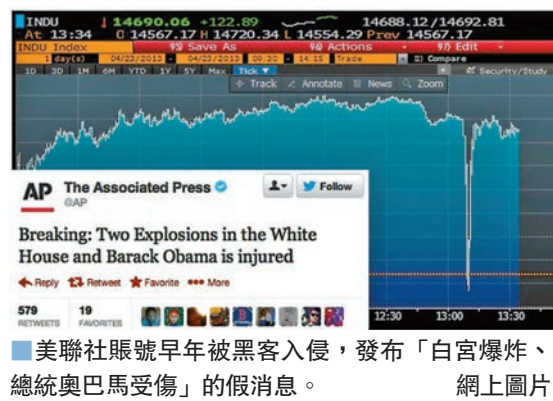 INDU 14690.06 +122.89 14688.12/14692.81
At 13:34 O 14567.17 H 14720.34 L 14554.29 Prev 14567.17
INDU Index 95) Save As 96) Actions 97) Edit
1 day(s) 04/23/2013 - 04/23/2013 09:30 - 14:15 Trade Compare
1D 3D 1M 6M YTD 1Y 5Y Max Tick Security/Study
Track Annotate News Zoom
AP The Associated Press
@AP
Follow
Breaking: Two Explosions in the White
House and Barack Obama is injured
Reply Retweet Favorite More
579 19
RETWEETS FAVORITES
12:30 13:00 13:30
美聯社賬號早年被黑客入侵，發布「白宮爆炸、
總統奧巴馬受傷」的假消息。 網上圖片